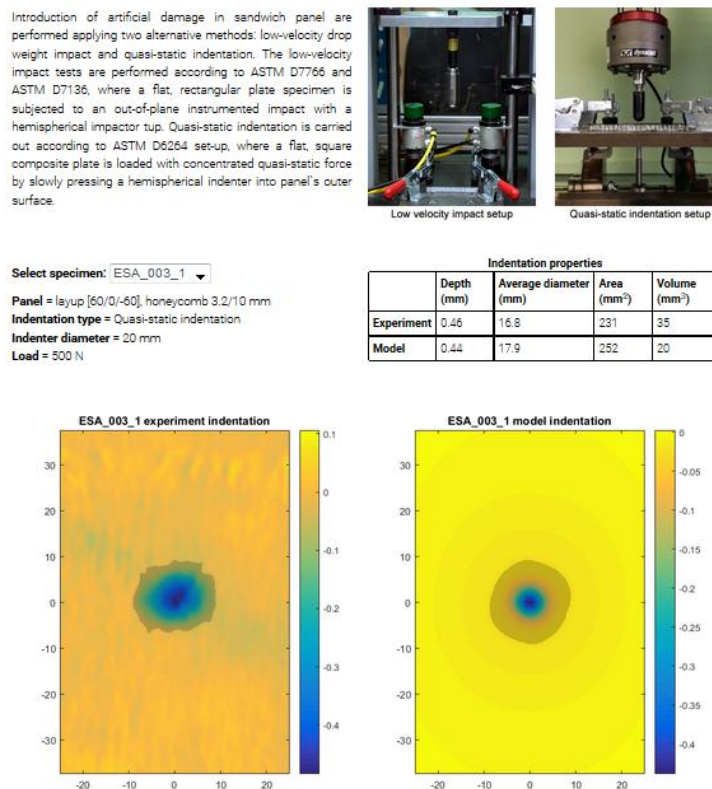 Introduction of artificial damage in sandwich panel are
performed applying two alternative methods: low-velocity drop
weight impact and quasi-static indentation. The low-velocity
impact tests are performed according to ASTM D7766 and
ASTM D7136, where a flat, rectangular plate specimen is
subjected to an out-of-plane instrumented impact with a
hemispherical impactor tup. Quasi-static indentation is carried
out according to ASTM D6264 set-up, where a flat, square
composite plate is loaded with concentrated quasi-static force
by slowly pressing a hemispherical indenter into panel`s outer
surface.
Low velocity impact setup
Quasi-static indentation setup
Select specimen: ESA_003_1
Panel = layup [60/0/-60], honeycomb 3.2/10 mm
Indentation type = Quasi-static indentation
Indenter diameter = 20 mm
Load = 500 N
Indentation properties
Depth (mm) Average diameter (mm) Area (mm²) Volume (mm³)
Experiment 0.46 16.8 231 35
Model 0.44 17.9 252 20
ESA_003_1 experiment indentation
30
20
10
0
-10
-20
-30
-20 -10 0 10 20
0.1
0
-0.1
-0.2
-0.3
-0.4
ESA_003_1 model indentation
30
20
10
0
-10
-20
-30
-20 -10 0 10 20
0
-0.05
-0.1
-0.15
-0.2
-0.25
-0.3
-0.35
-0.4